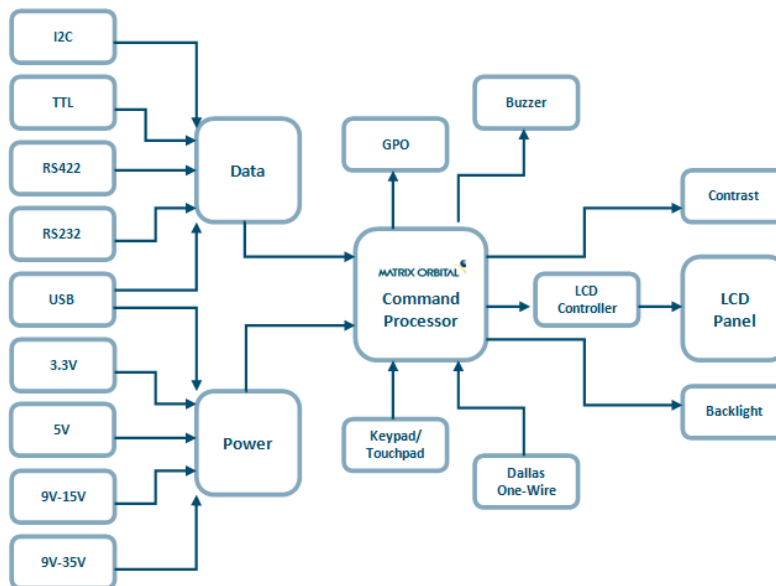 I2C
TTL
RS422
RS232
USB
3.3V
5V
9V-15V
9V-35V
Data
Power
GPO
Buzzer
MATRIX ORBITAL
Command
Processor
Keypad/
Touchpad
Dallas
One-Wire
Contrast
LCD
Controller
LCD
Panel
Backlight